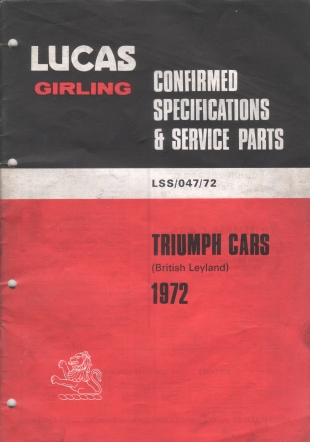 LUCAS
GIRLING
CONFIRMED
SPECIFICATIONS
& SERVICE PARTS
LSS/047/72
TRIUMPH CARS
(British Leyland)
1972